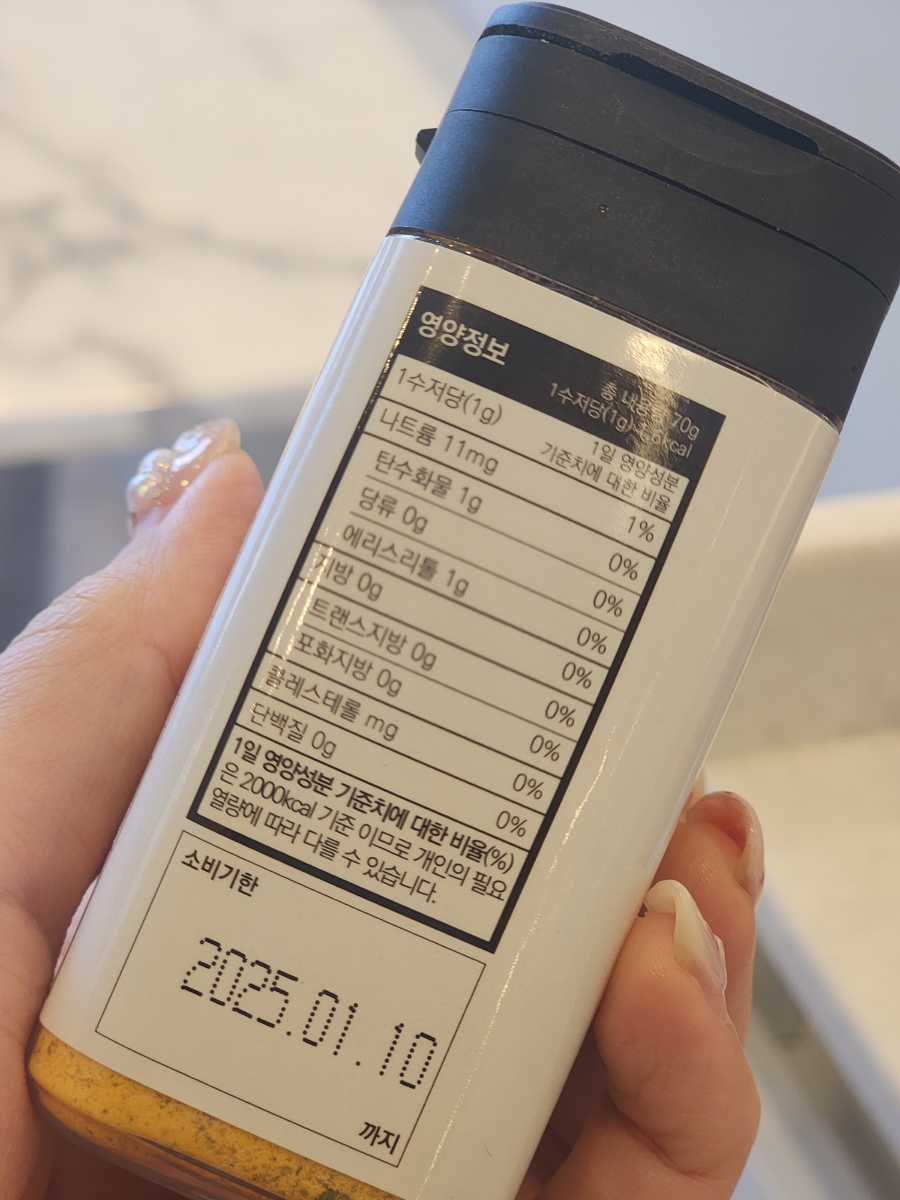 영양정보
총 내용량 70g
1수저당(1g) kcal
1수저당(1g)
1일 영양성분
기준치에 대한 비율
나트륨 11mg 1%
탄수화물 1g 0%
당류 0g 0%
에리스리톨 1g 0%
지방 0g 0%
트랜스지방 0g 0%
포화지방 0g 0%
콜레스테롤 mg 0%
단백질 0g 0%
1일 영양성분 기준치에 대한 비율(%)
은 2000kcal 기준 이므로 개인의 필요
열량에 따라 다를 수 있습니다.
소비기한
2025.01.10
까지